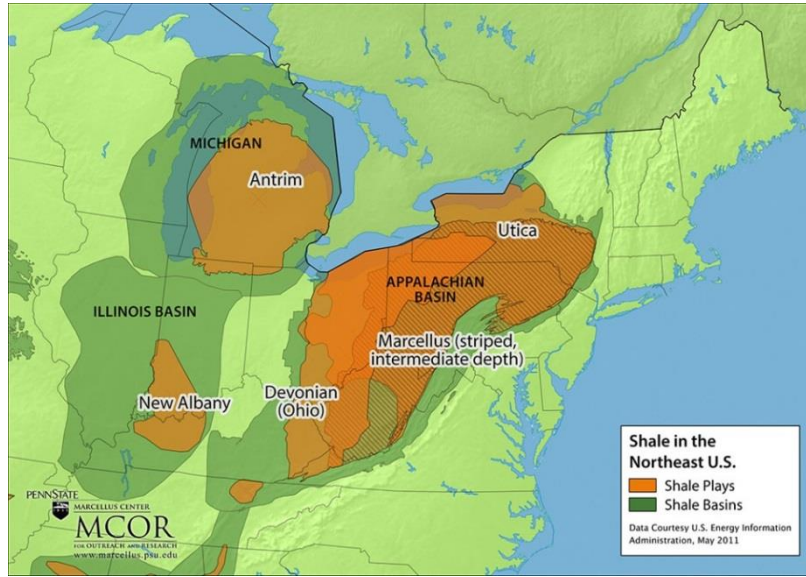 MICHIGAN
Antrim
Utica
APPALACHIAN
BASIN
ILLINOIS BASIN
Marcellus (striped,
intermediate depth)
New Albany
Devonian
(Ohio)
Shale in the
Northeast U.S.
Shale Plays
Shale Basins
Data Courtesy U.S. Energy Information
Administration, May 2011
PENNSTATE
MARCELLUS CENTER
MCOR
FOR OUTREACH AND RESEARCH
www.marcellus.psu.edu